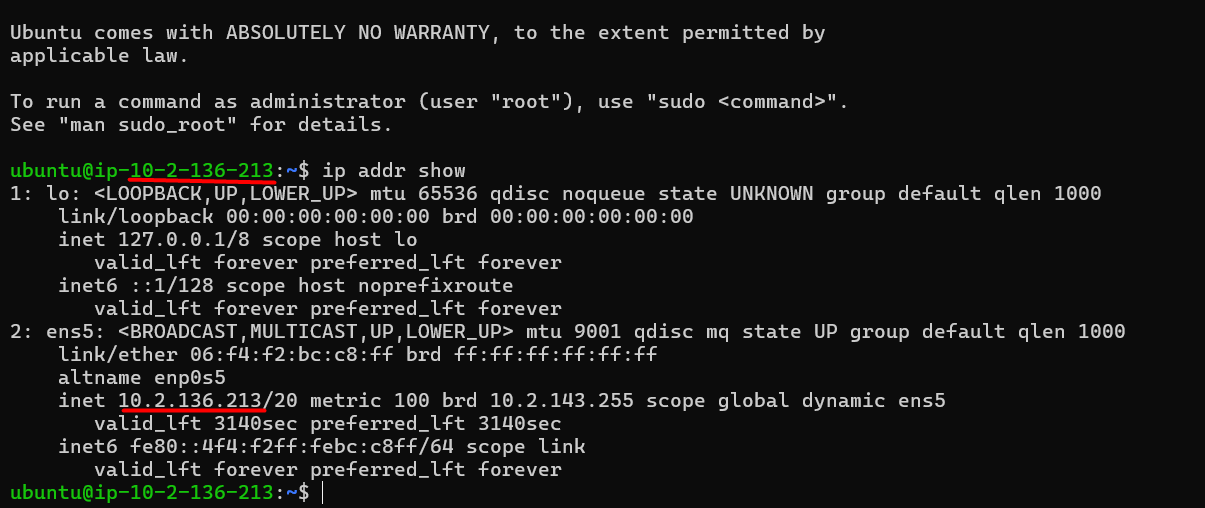 Ubuntu comes with ABSOLUTELY NO WARRANTY, to the extent permitted by
applicable law.
To run a command as administrator (user "root"), use "sudo <command>".
See "man sudo_root" for details.
ubuntu@ip-10-2-136-213:~$ ip addr show
1: lo: <LOOPBACK,UP,LOWER_UP> mtu 65536 qdisc noqueue state UNKNOWN group default qlen 1000
    link/loopback 00:00:00:00:00:00 brd 00:00:00:00:00:00
    inet 127.0.0.1/8 scope host lo
       valid_lft forever preferred_lft forever
    inet6 ::1/128 scope host noprefixroute
       valid_lft forever preferred_lft forever
2: ens5: <BROADCAST,MULTICAST,UP,LOWER_UP> mtu 9001 qdisc mq state UP group default qlen 1000
    link/ether 06:f4:f2:bc:c8:ff brd ff:ff:ff:ff:ff:ff
    altname enp0s5
    inet 10.2.136.213/20 metric 100 brd 10.2.143.255 scope global dynamic ens5
       valid_lft 3140sec preferred_lft 3140sec
    inet6 fe80::4f4:f2ff:febc:c8ff/64 scope link
       valid_lft forever preferred_lft forever
ubuntu@ip-10-2-136-213:~$